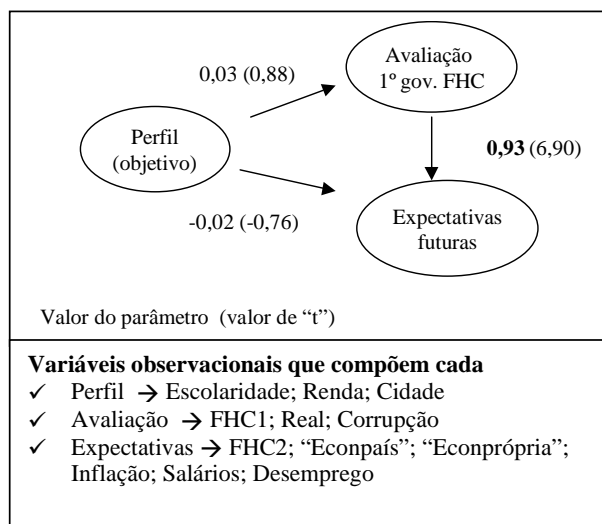 Avaliação
1º gov. FHC
0,03 (0,88)
Perfil
(objetivo)
0,93 (6,90)
-0,02 (-0,76)
Expectativas
futuras
Valor do parâmetro (valor de “t”)
Variáveis observacionais que compõem cada
✓ Perfil → Escolaridade; Renda; Cidade
✓ Avaliação → FHC1; Real; Corrupção
✓ Expectativas → FHC2; “Econpaís”; “Econprópria”;
Inflação; Salários; Desemprego